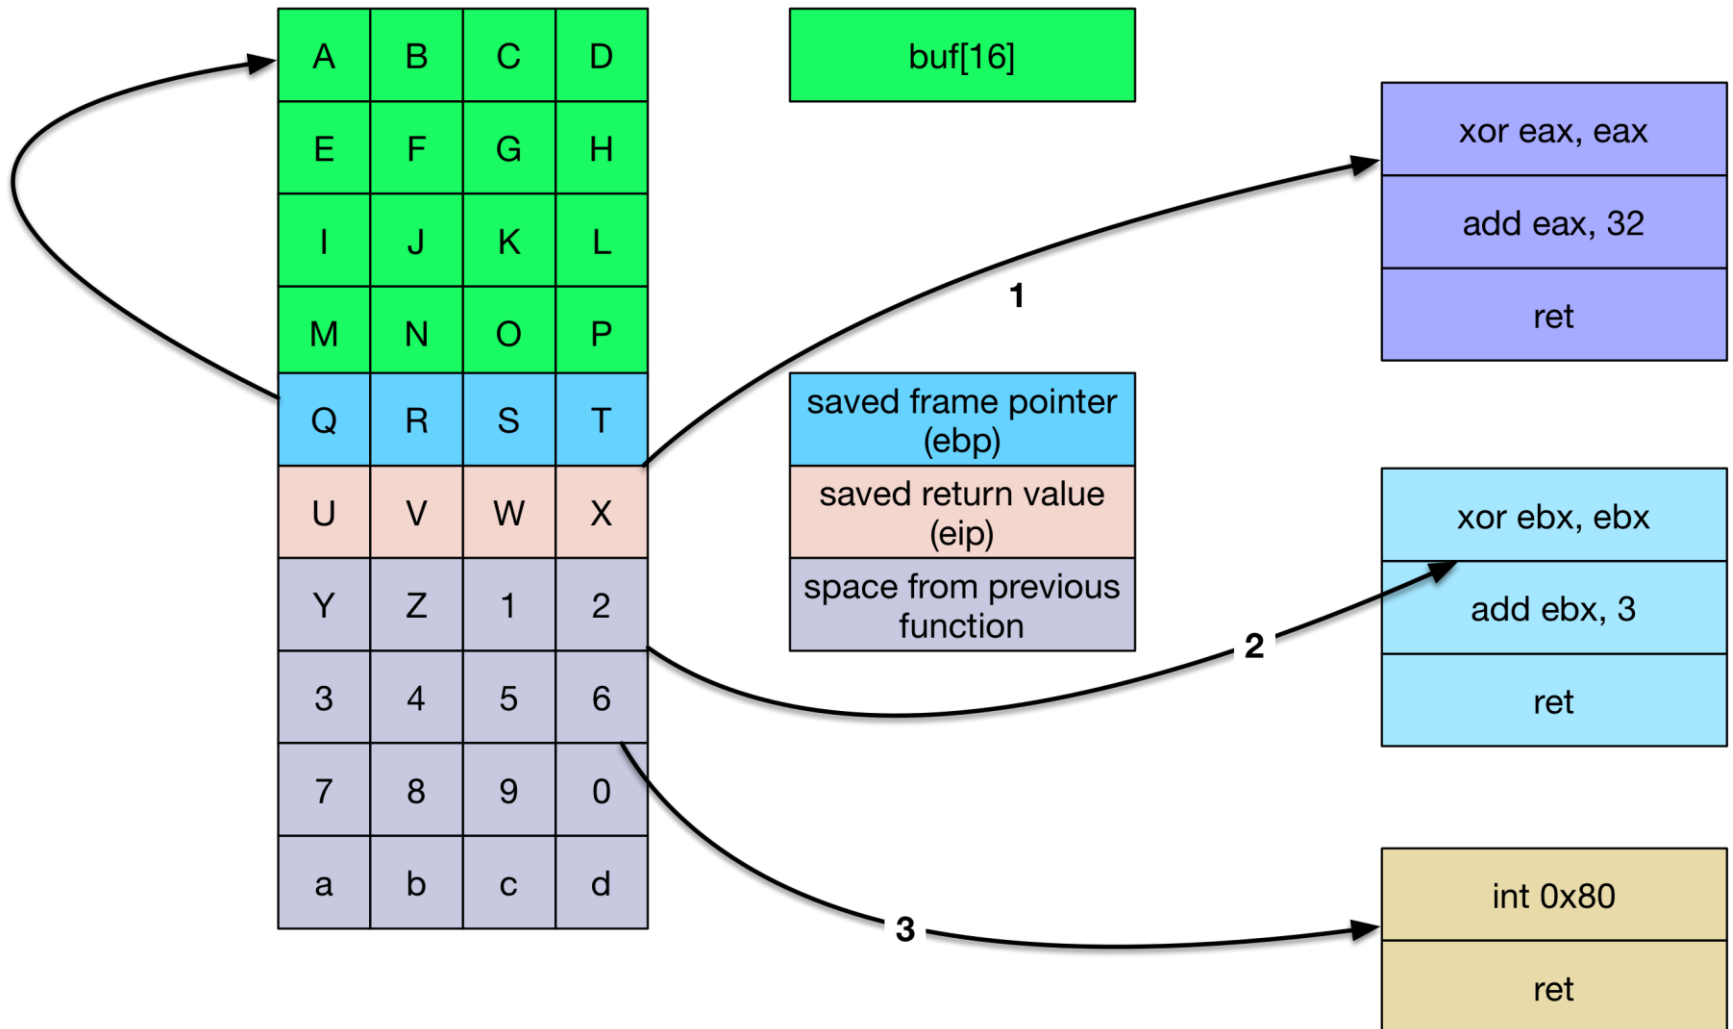 A B C D
E F G H
I J K L
M N O P
Q R S T
U V W X
Y Z 1 2
3 4 5 6
7 8 9 0
a b c d
buf[16]
saved frame pointer
(ebp)
saved return value
(eip)
space from previous
function
1
2
3
xor eax, eax
add eax, 32
ret
xor ebx, ebx
add ebx, 3
ret
int 0x80
ret